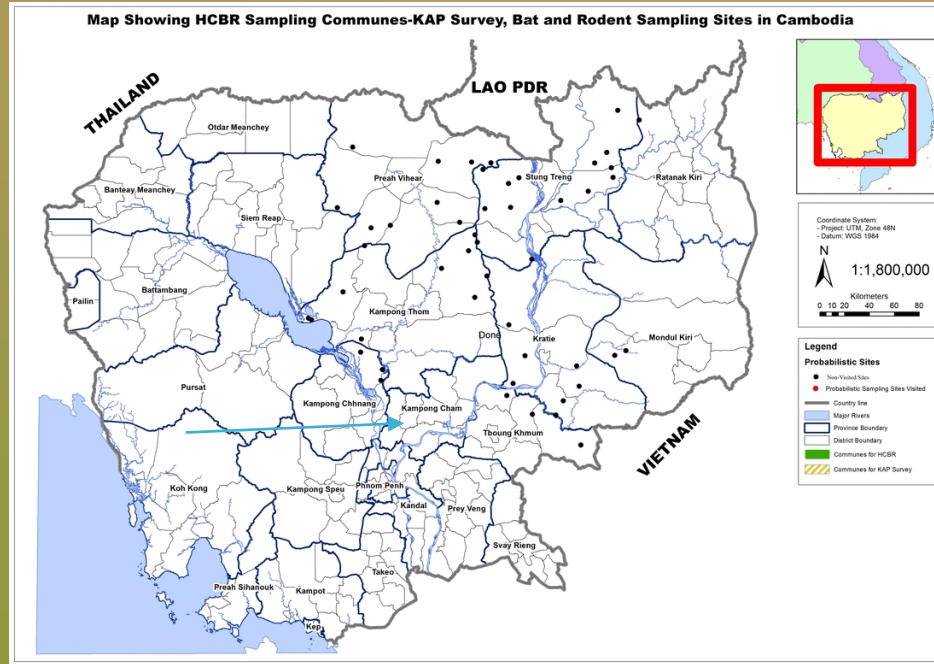 Map Showing HCBR Sampling Communes-KAP Survey, Bat and Rodent Sampling Sites in Cambodia
THAILAND
LAO PDR
Otdar Meanchey
Banteay Meanchey
Siem Reap
Preah Vihear
Stung Treng
Ratanak Kiri
Battambang
Pailin
Kampong Thom
Done
Kratie
Mondul Kiri
Pursat
Kampong Chhnang
Kampong Cham
Tboung Khmum
VIETNAM
Koh Kong
Kampong Speu
Phnom Penh
Kandal
Prey Veng
Svay Rieng
Takeo
Preah Sihanouk
Kampot
Kep
Coordinate System:
- Project: UTM, Zone 48N
- Datum: WGS 1984
N
1:1,800,000
Kilometers
0 10 20 40 60 80
Legend
Probabilistic Sites
Non-Visited Sites
Probabilistic Sampling Sites Visited
Country line
Major Rivers
Province Boundary
District Boundary
Communes for HCBR
Communes for KAP Survey